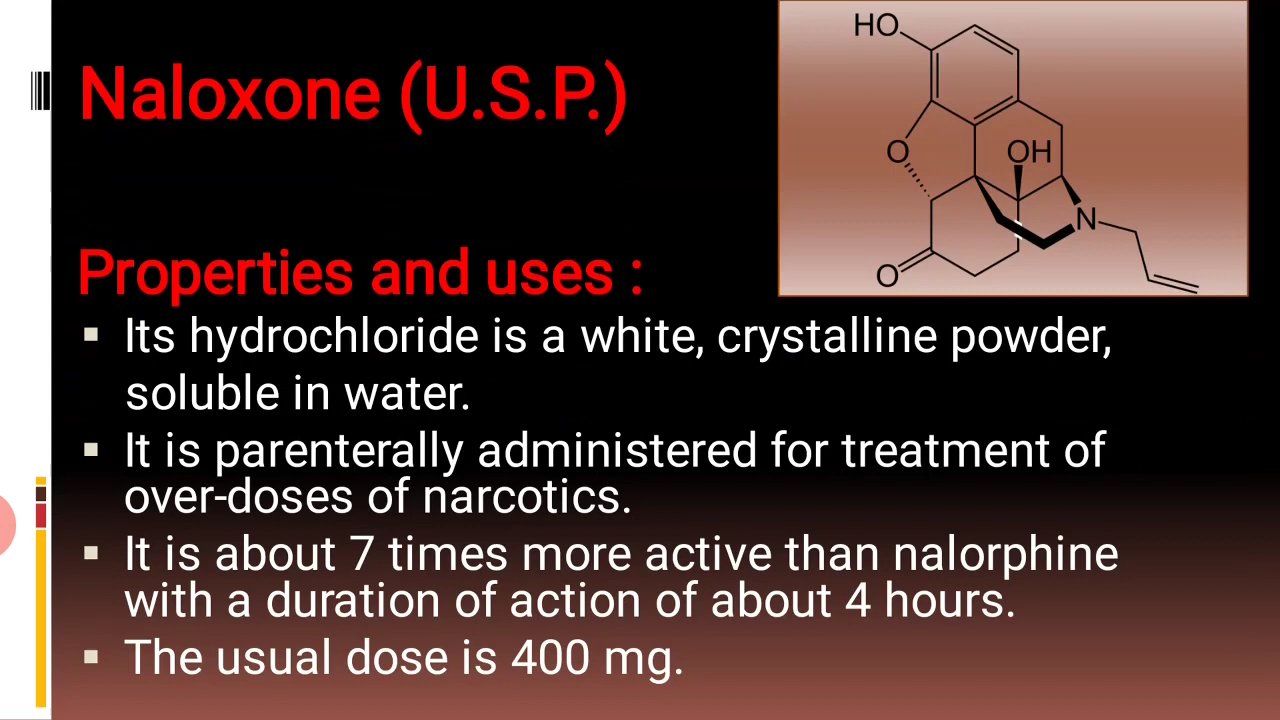 Naloxone (U.S.P.)
HO
O
OH
N
O
Properties and uses :
▪ Its hydrochloride is a white, crystalline powder,
soluble in water.
▪ It is parenterally administered for treatment of
over-doses of narcotics.
▪ It is about 7 times more active than nalorphine
with a duration of action of about 4 hours.
▪ The usual dose is 400 mg.